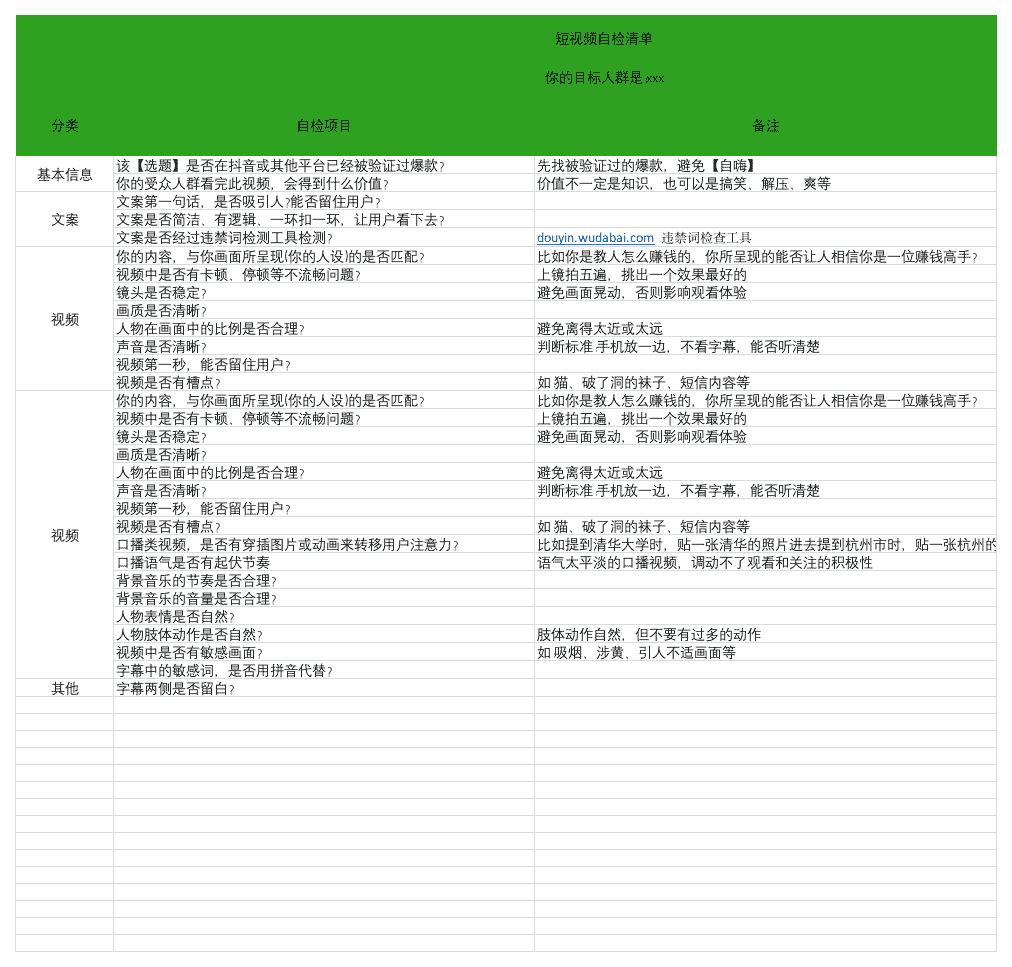 短视频自检清单
你的目标人群是:xxx
分类 自检项目 备注
基本信息 该【选题】是否在抖音或其他平台已经被验证过爆款? 先找被验证过的爆款，避免【自嗨】
你的受众人群看完此视频，会得到什么价值? 价值不一定是知识，也可以是搞笑、解压、爽等
文案 文案第一句话，是否吸引人?能否留住用户?
文案是否简洁、有逻辑、一环扣一环，让用户看下去?
文案是否经过违禁词检测工具检测? douyin.wudabai.com 违禁词检查工具
视频 你的内容，与你画面所呈现(你的人设)的是否匹配? 比如你是教人怎么赚钱的，你所呈现的能否让人相信你是一位赚钱高手?
视频中是否有卡顿、停顿等不流畅问题? 上镜拍五遍，挑出一个效果最好的
镜头是否稳定? 避免画面晃动，否则影响观看体验
画质是否清晰?
人物在画面中的比例是否合理? 避免离得太近或太远
声音是否清晰? 判断标准:手机放一边，不看字幕，能否听清楚
视频第一秒，能否留住用户?
视频是否有槽点? 如:猫、破了洞的袜子、短信内容等
视频 你的内容，与你画面所呈现(你的人设)的是否匹配? 比如你是教人怎么赚钱的，你所呈现的能否让人相信你是一位赚钱高手?
视频中是否有卡顿、停顿等不流畅问题? 上镜拍五遍，挑出一个效果最好的
镜头是否稳定? 避免画面晃动，否则影响观看体验
画质是否清晰?
人物在画面中的比例是否合理? 避免离得太近或太远
声音是否清晰? 判断标准:手机放一边，不看字幕，能否听清楚
视频第一秒，能否留住用户?
视频是否有槽点? 如:猫、破了洞的袜子、短信内容等
口播类视频，是否有穿插图片或动画来转移用户注意力? 比如提到清华大学时，贴一张清华的照片进去提到杭州市时，贴一张杭州的
口播语气是否有起伏节奏 语气太平淡的口播视频，调动不了观看和关注的积极性
背景音乐的节奏是否合理?
背景音乐的音量是否合理?
人物表情是否自然?
人物肢体动作是否自然? 肢体动作自然，但不要有过多的动作
视频中是否有敏感画面? 如:吸烟、涉黄、引人不适画面等
字幕中的敏感词，是否用拼音代替?
其他 字幕两侧是否留白?